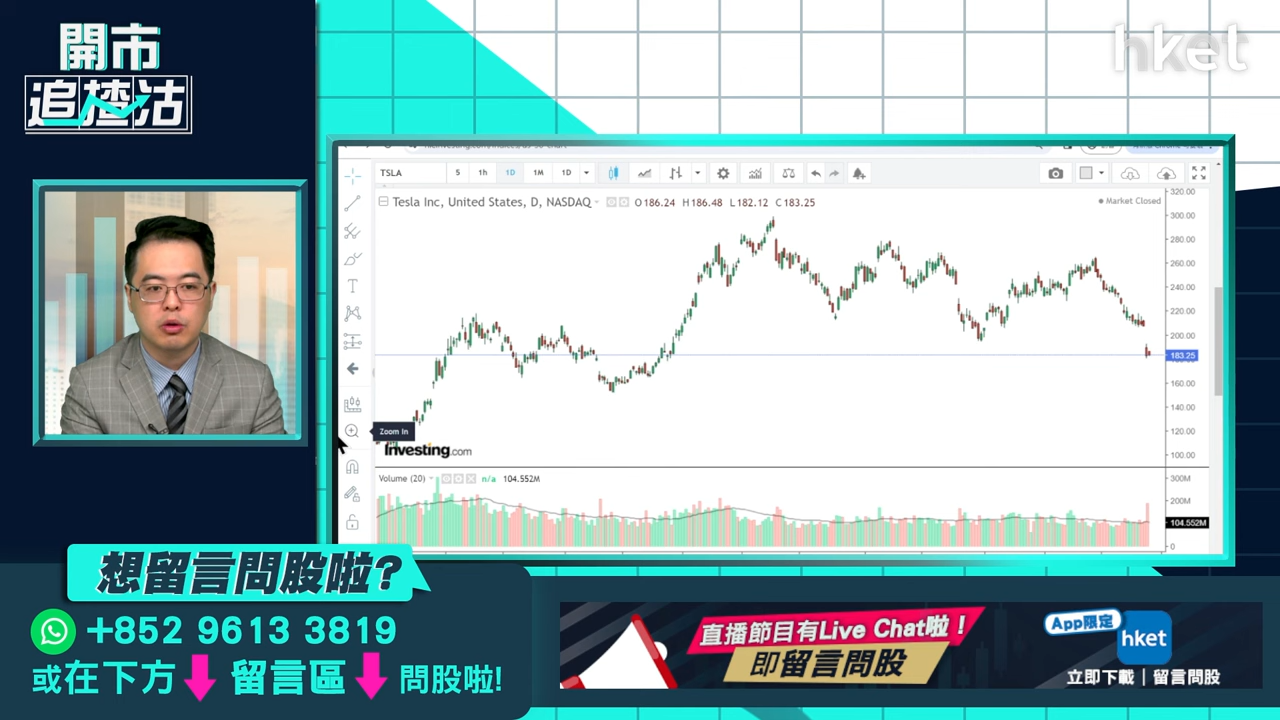 開市
追揸沽
hket
TSLA
5
1h
1D
1M
1D
Tesla Inc, United States, D, NASDAQ
O186.24 H186.48 L182.12 C183.25
Market Closed
320.00
300.00
280.00
260.00
240.00
220.00
200.00
183.25
160.00
140.00
120.00
100.00
Zoom In
Investing.com
Volume (20)
n/a
104.552M
300M
200M
104.552M
0
想留言問股啦?
+852 9613 3819
或在下方
留言區
問股啦!
直播節目有Live Chat啦！
即留言問股
App限定
hket
立即下載｜留言問股